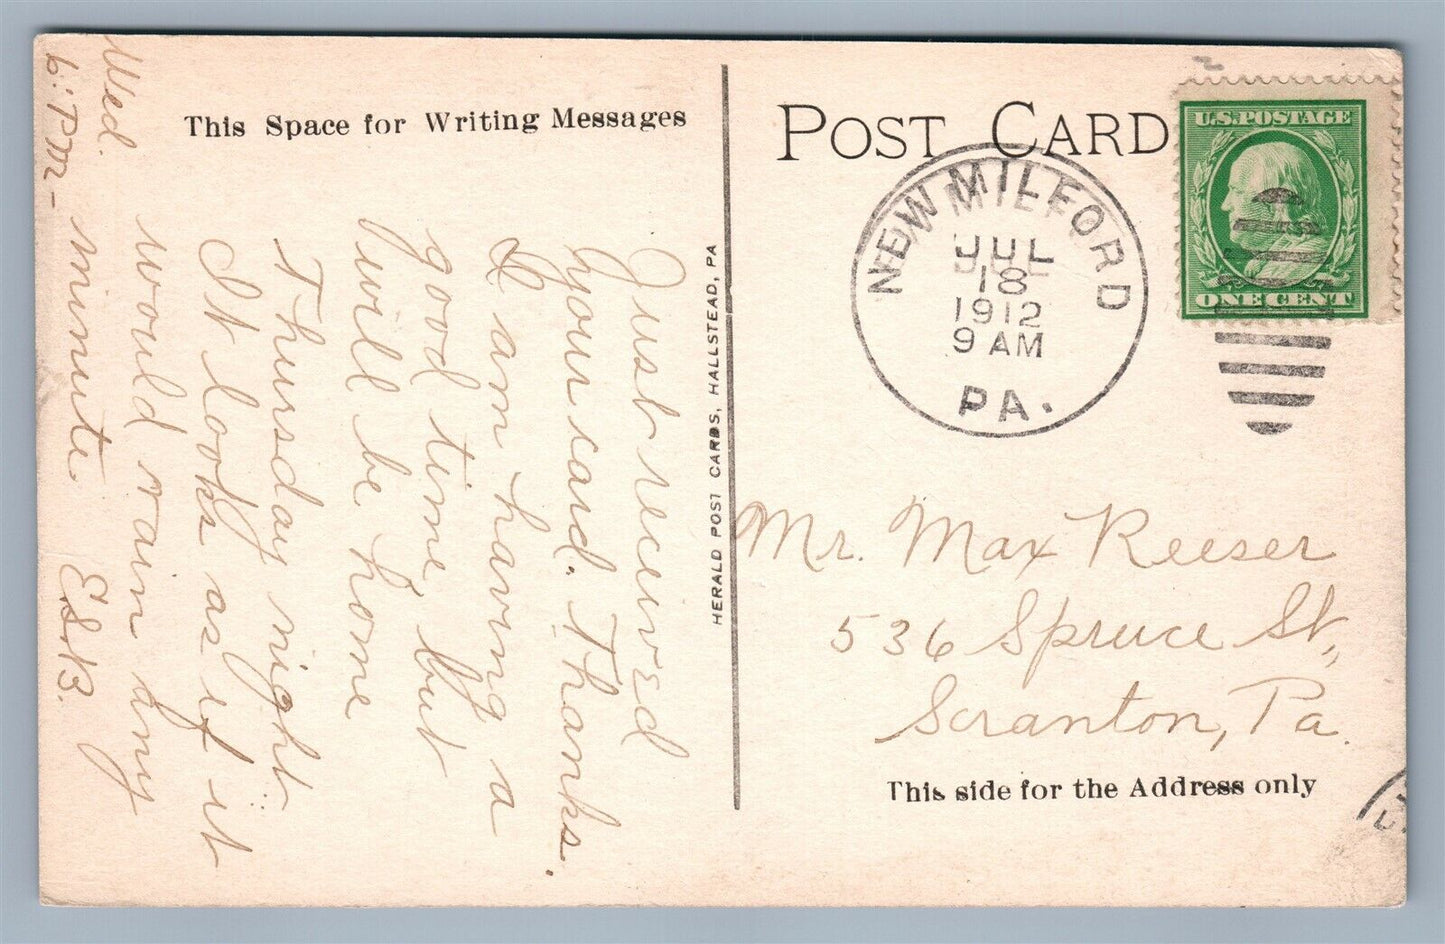 This Space for Writing Messages
Wed.
6:PM-
Just received
your card. Thanks.
I am having a
good time, but
will be home
Thursday night
It looks as if it
would rain any
minute. E.S.B.
HERALD POST CARDS, HALLSTEAD, PA
POST CARD
NEW MILFORD
JUL
18
1912
9 AM
PA.
U.S.POSTAGE
ONE CENT
Mr. Max Reeser
536 Spruce St.,
Scranton, Pa.
This side for the Address only